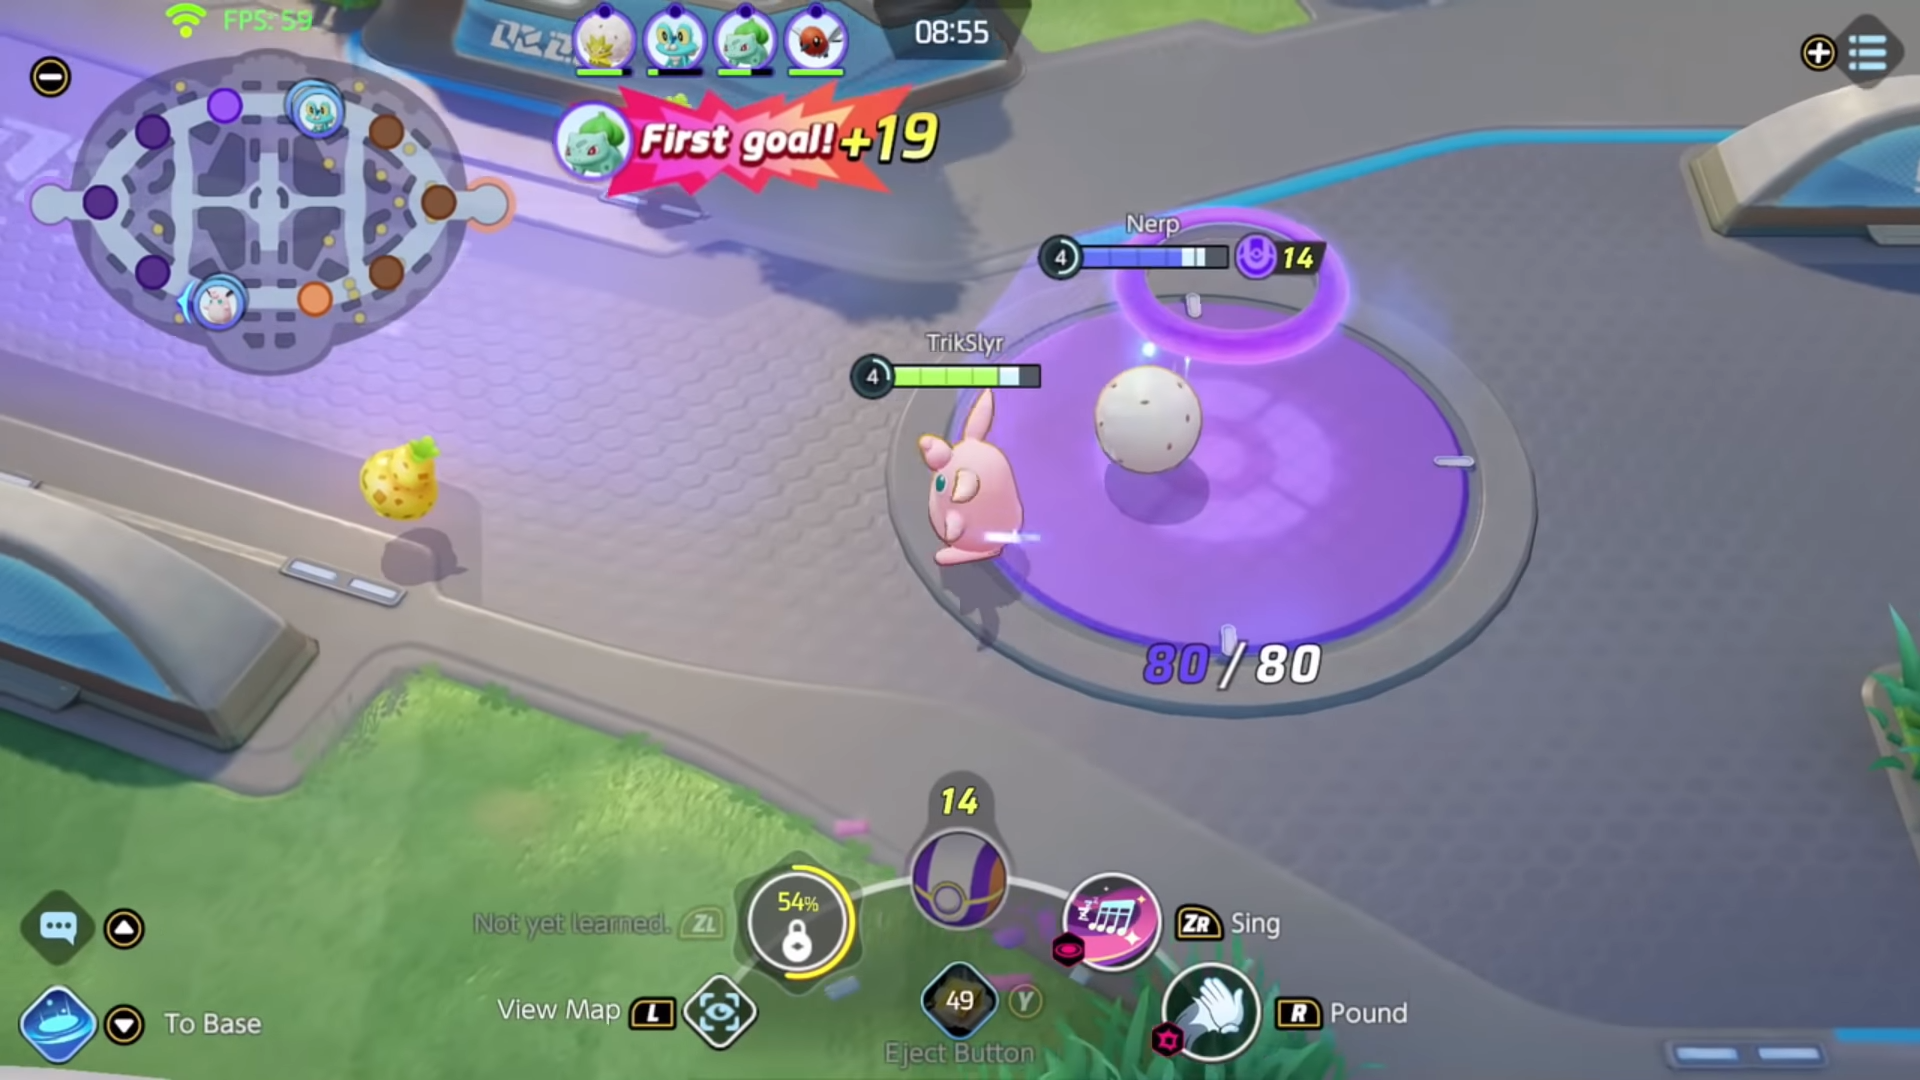 FPS: 59
08:55
First goal! +19
Nerp
4
14
TrikSlyr
4
80/80
14
54%
Not yet learned. ZL
ZR Sing
View Map L
49 Y
R Pound
To Base
Eject Button